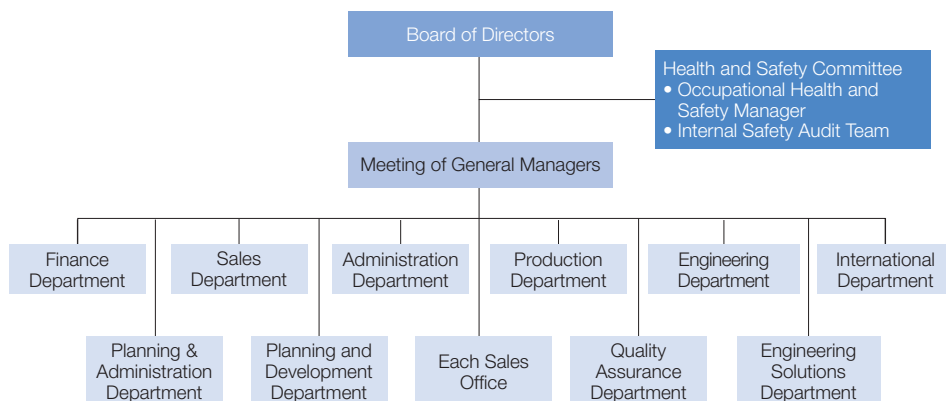 Board of Directors
Health and Safety Committee
• Occupational Health and
Safety Manager
• Internal Safety Audit Team
Meeting of General Managers
Finance
Department
Sales
Department
Administration
Department
Production
Department
Engineering
Department
International
Department
Planning &
Administration
Department
Planning and
Development
Department
Each Sales
Office
Quality
Assurance
Department
Engineering
Solutions
Department